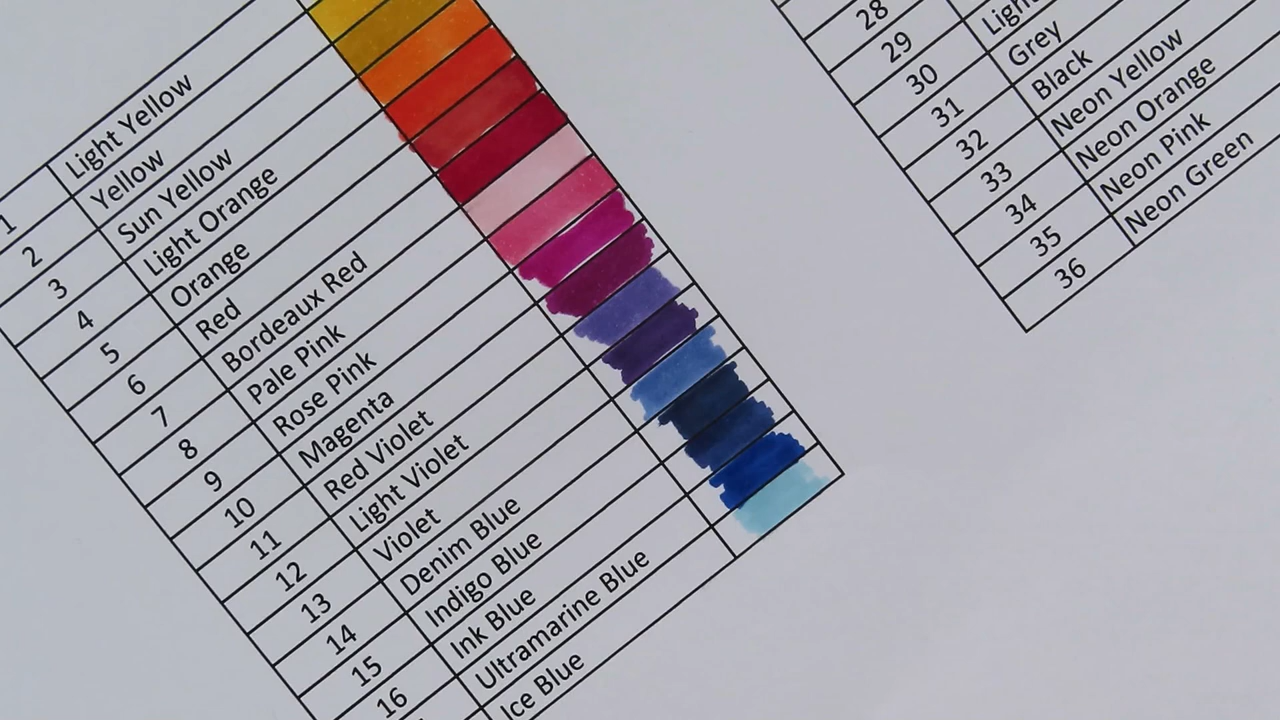 1 Light Yellow
2 Yellow
3 Sun Yellow
4 Light Orange
5 Orange
6 Red
7 Bordeaux Red
8 Pale Pink
9 Rose Pink
10 Magenta
11 Red Violet
12 Light Violet
13 Violet
14 Denim Blue
15 Indigo Blue
16 Ink Blue
Ultramarine Blue
Ice Blue
28
29
30 Light
31 Grey
32 Black
33 Neon Yellow
34 Neon Orange
35 Neon Pink
36 Neon Green